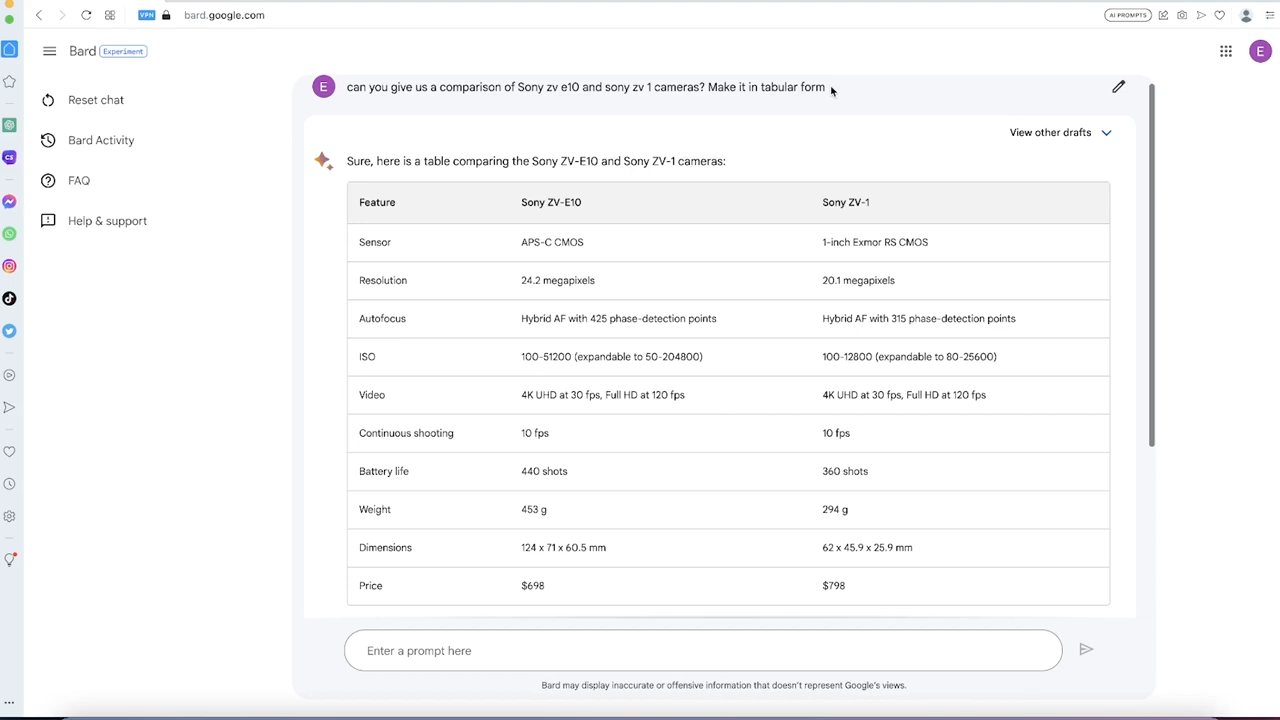 bard.google.com
VPN
AI PROMPTS
Bard Experiment
E
Reset chat
Bard Activity
FAQ
Help & support
E can you give us a comparison of Sony zv e10 and sony zv 1 cameras? Make it in tabular form
View other drafts
Sure, here is a table comparing the Sony ZV-E10 and Sony ZV-1 cameras:
Feature Sony ZV-E10 Sony ZV-1
Sensor APS-C CMOS 1-inch Exmor RS CMOS
Resolution 24.2 megapixels 20.1 megapixels
Autofocus Hybrid AF with 425 phase-detection points Hybrid AF with 315 phase-detection points
ISO 100-51200 (expandable to 50-204800) 100-12800 (expandable to 80-25600)
Video 4K UHD at 30 fps, Full HD at 120 fps 4K UHD at 30 fps, Full HD at 120 fps
Continuous shooting 10 fps 10 fps
Battery life 440 shots 360 shots
Weight 453 g 294 g
Dimensions 124 x 71 x 60.5 mm 62 x 45.9 x 25.9 mm
Price $698 $798
Enter a prompt here
Bard may display inaccurate or offensive information that doesn't represent Google's views.
CS